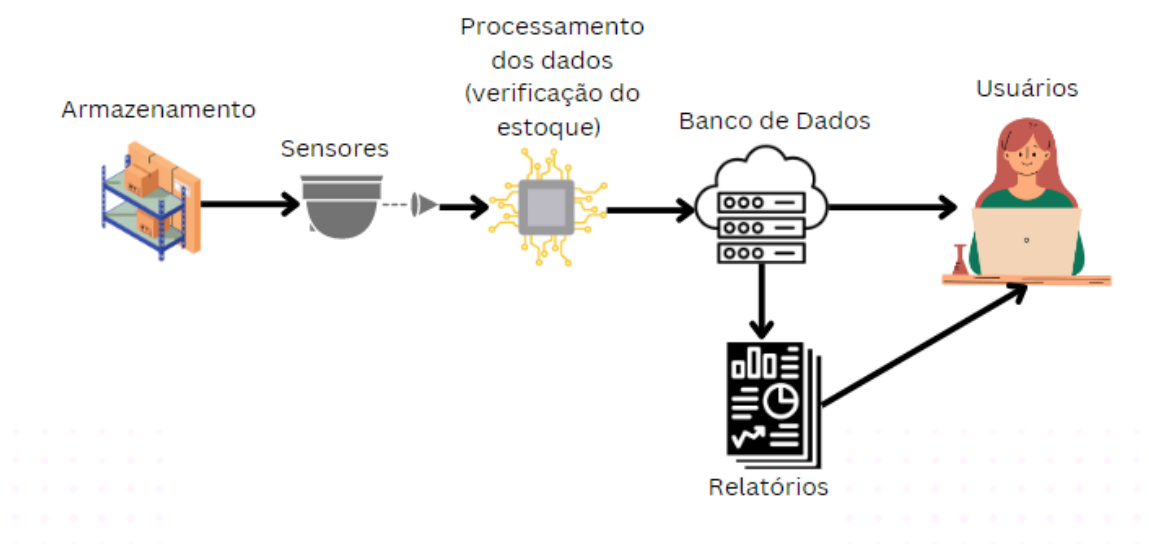 Armazenamento
Sensores
Processamento
dos dados
(verificação do
estoque)
Banco de Dados
Usuários
Relatórios